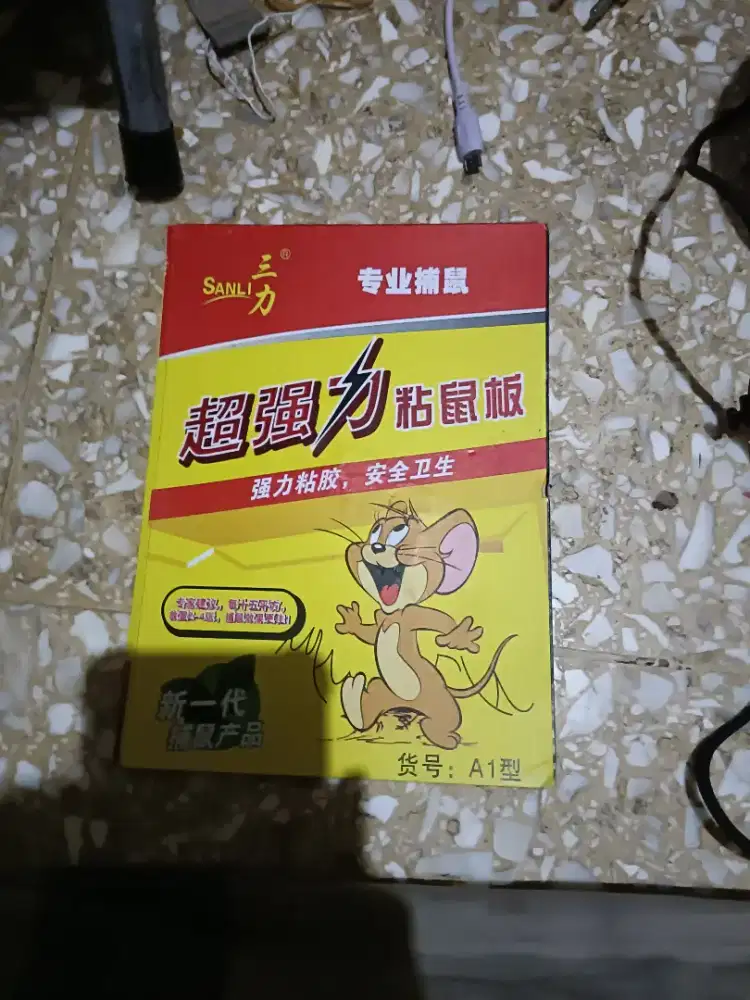 SANLI 三力®
专业捕鼠
超强力粘鼠板
强力粘胶，安全卫生
新一代
捕鼠产品
货号：A1型